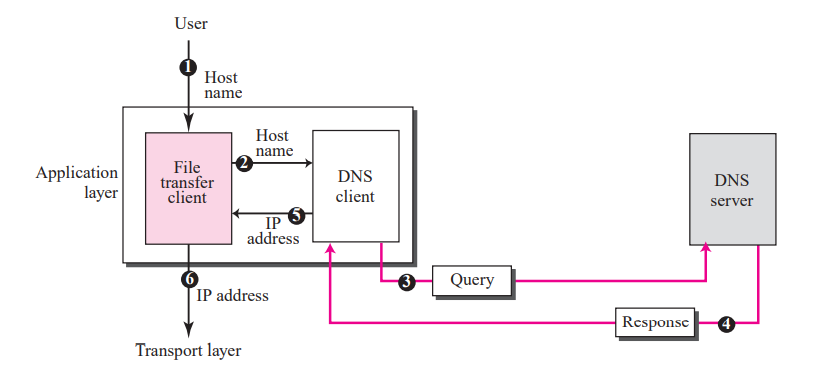 User
1
Host
name
Application
layer
File
transfer
client
2
Host
name
DNS
client
5
IP
address
DNS
server
6
IP address
3
Query
Response
4
Transport layer